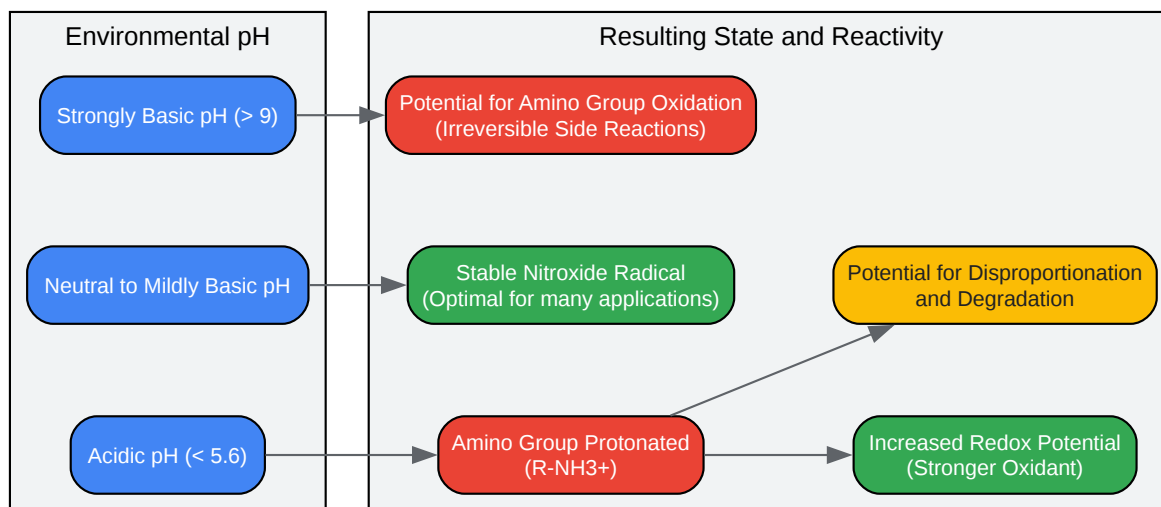 Environmental pH
Resulting State and Reactivity
Strongly Basic pH (> 9)
Potential for Amino Group Oxidation
(Irreversible Side Reactions)
Neutral to Mildly Basic pH
Stable Nitroxide Radical
(Optimal for many applications)
Potential for Disproportionation
and Degradation
Acidic pH (< 5.6)
Amino Group Protonated
(R-NH3+)
Increased Redox Potential
(Stronger Oxidant)